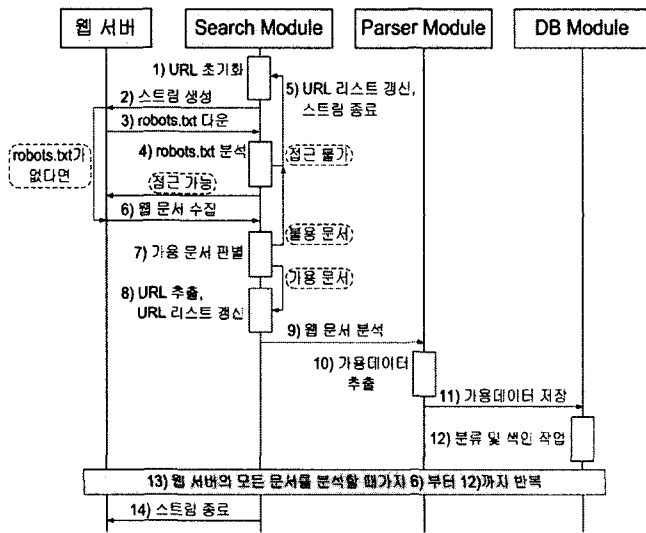 웹 서버
Search Module
Parser Module
DB Module
1) URL 초기화
5) URL 리스트 갱신,
스트림 종료
2) 스트림 생성
3) robots.txt 다운
robots.txt가
없다면
4) robots.txt 분석
접근 불가
접근 가능
6) 웹 문서 수집
불용 문서
7) 가용 문서 판별
가용 문서
8) URL 추출,
URL 리스트 갱신
9) 웹 문서 분석
10) 가용데이터
추출
11) 가용데이터 저장
12) 분류 및 색인 작업
13) 웹 서버의 모든 문서를 분석할 때가지 6) 부터 12)까지 반복
14) 스트림 종료